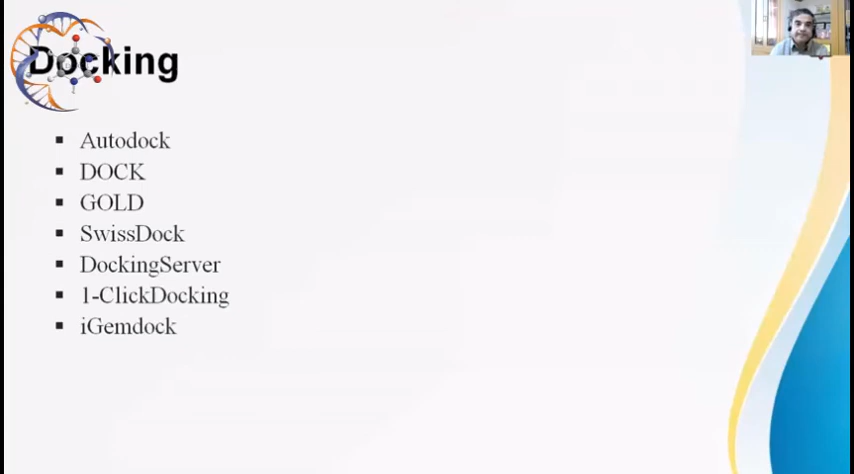 Docking
Autodock
DOCK
GOLD
SwissDock
DockingServer
1-ClickDocking
iGemdock